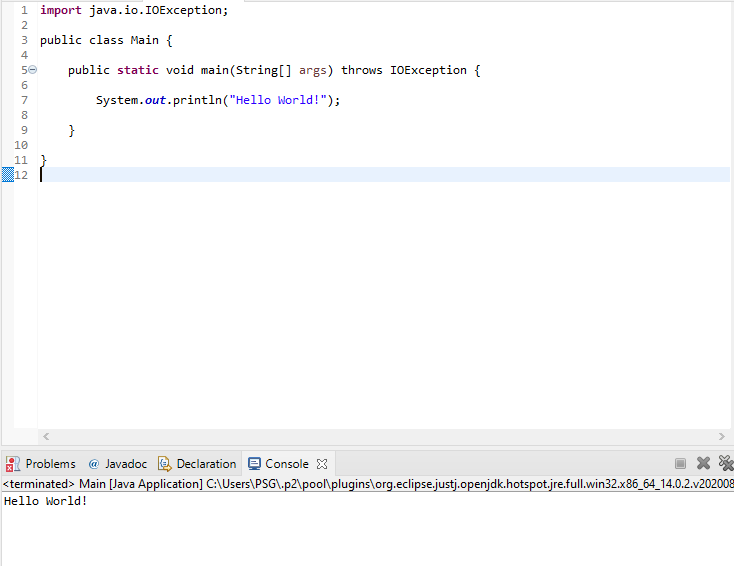 1 import java.io.IOException;
2
3 public class Main {
4
5     public static void main(String[] args) throws IOException {
6
7         System.out.println("Hello World!");
8
9     }
10
11 }
12
Problems @ Javadoc Declaration Console
<terminated> Main [Java Application] C:\Users\PSG\.p2\pool\plugins\org.eclipse.justj.openjdk.hotspot.jre.full.win32.x86_64_14.0.2.v202008
Hello World!